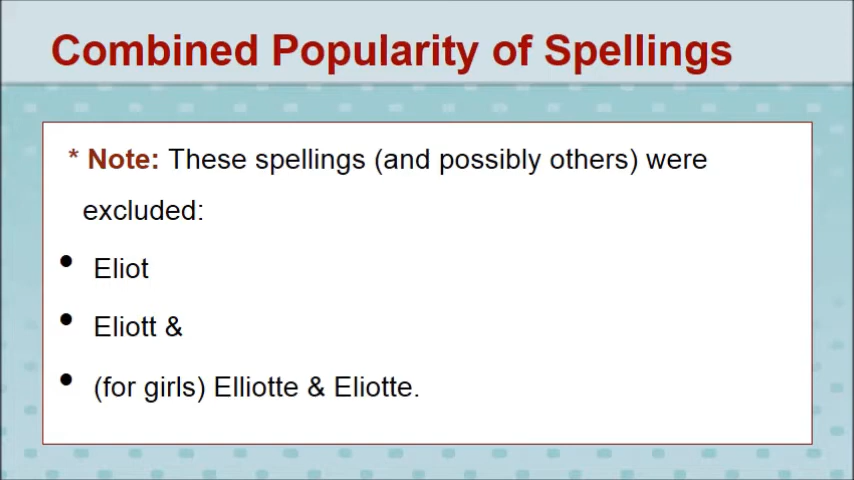 Combined Popularity of Spellings
* Note: These spellings (and possibly others) were
excluded:
• Eliot
• Eliott &
• (for girls) Elliotte & Eliotte.